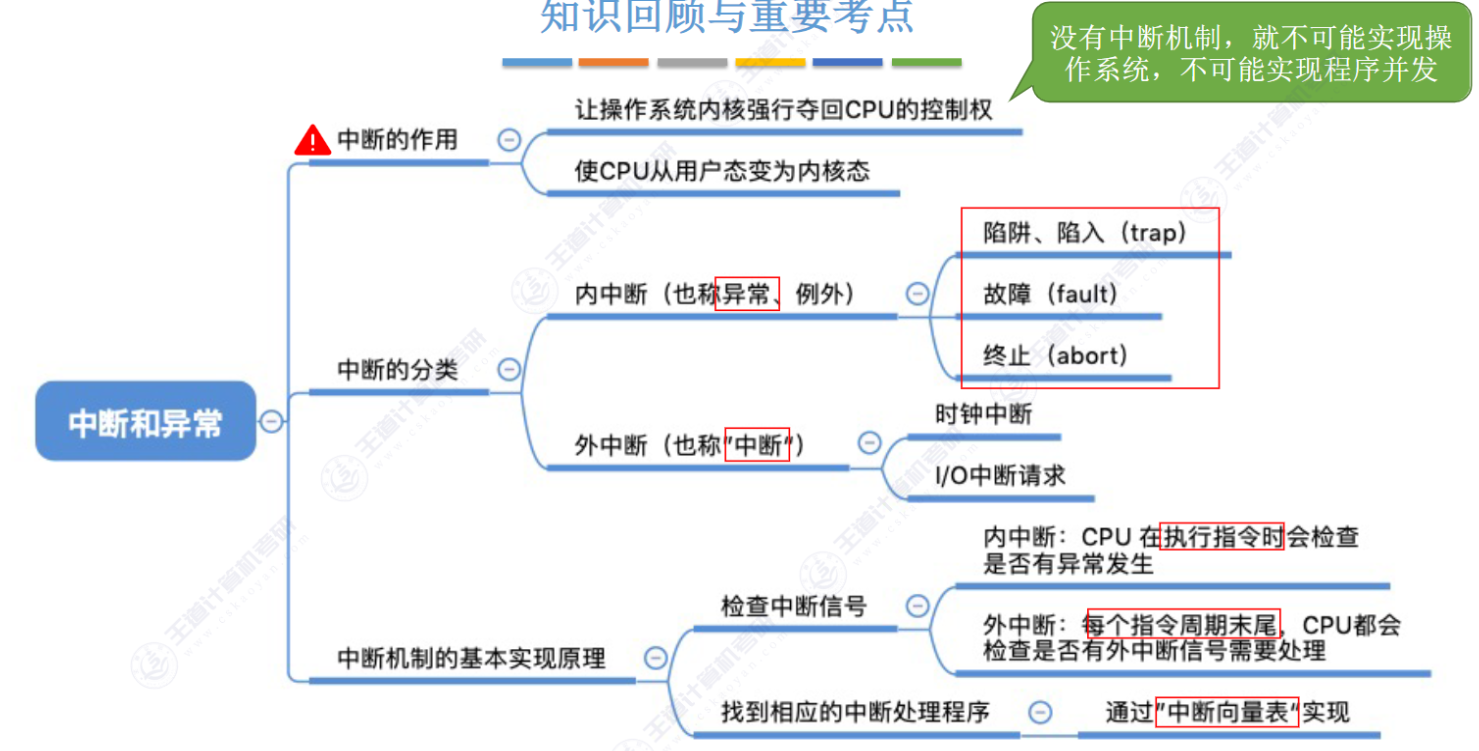 知识回顾与重要考点
没有中断机制，就不可能实现操
作系统，不可能实现程序并发
中断和异常
中断的作用
让操作系统内核强行夺回CPU的控制权
使CPU从用户态变为内核态
中断的分类
内中断（也称异常、例外）
陷阱、陷入（trap）
故障（fault）
终止（abort）
外中断（也称“中断”）
时钟中断
I/O中断请求
中断机制的基本实现原理
检查中断信号
内中断：CPU 在执行指令时会检查
是否有异常发生
外中断：每个指令周期末尾，CPU都会
检查是否有外中断信号需要处理
找到相应的中断处理程序
通过“中断向量表”实现
王道计算机考研
www.cskaoyan.com